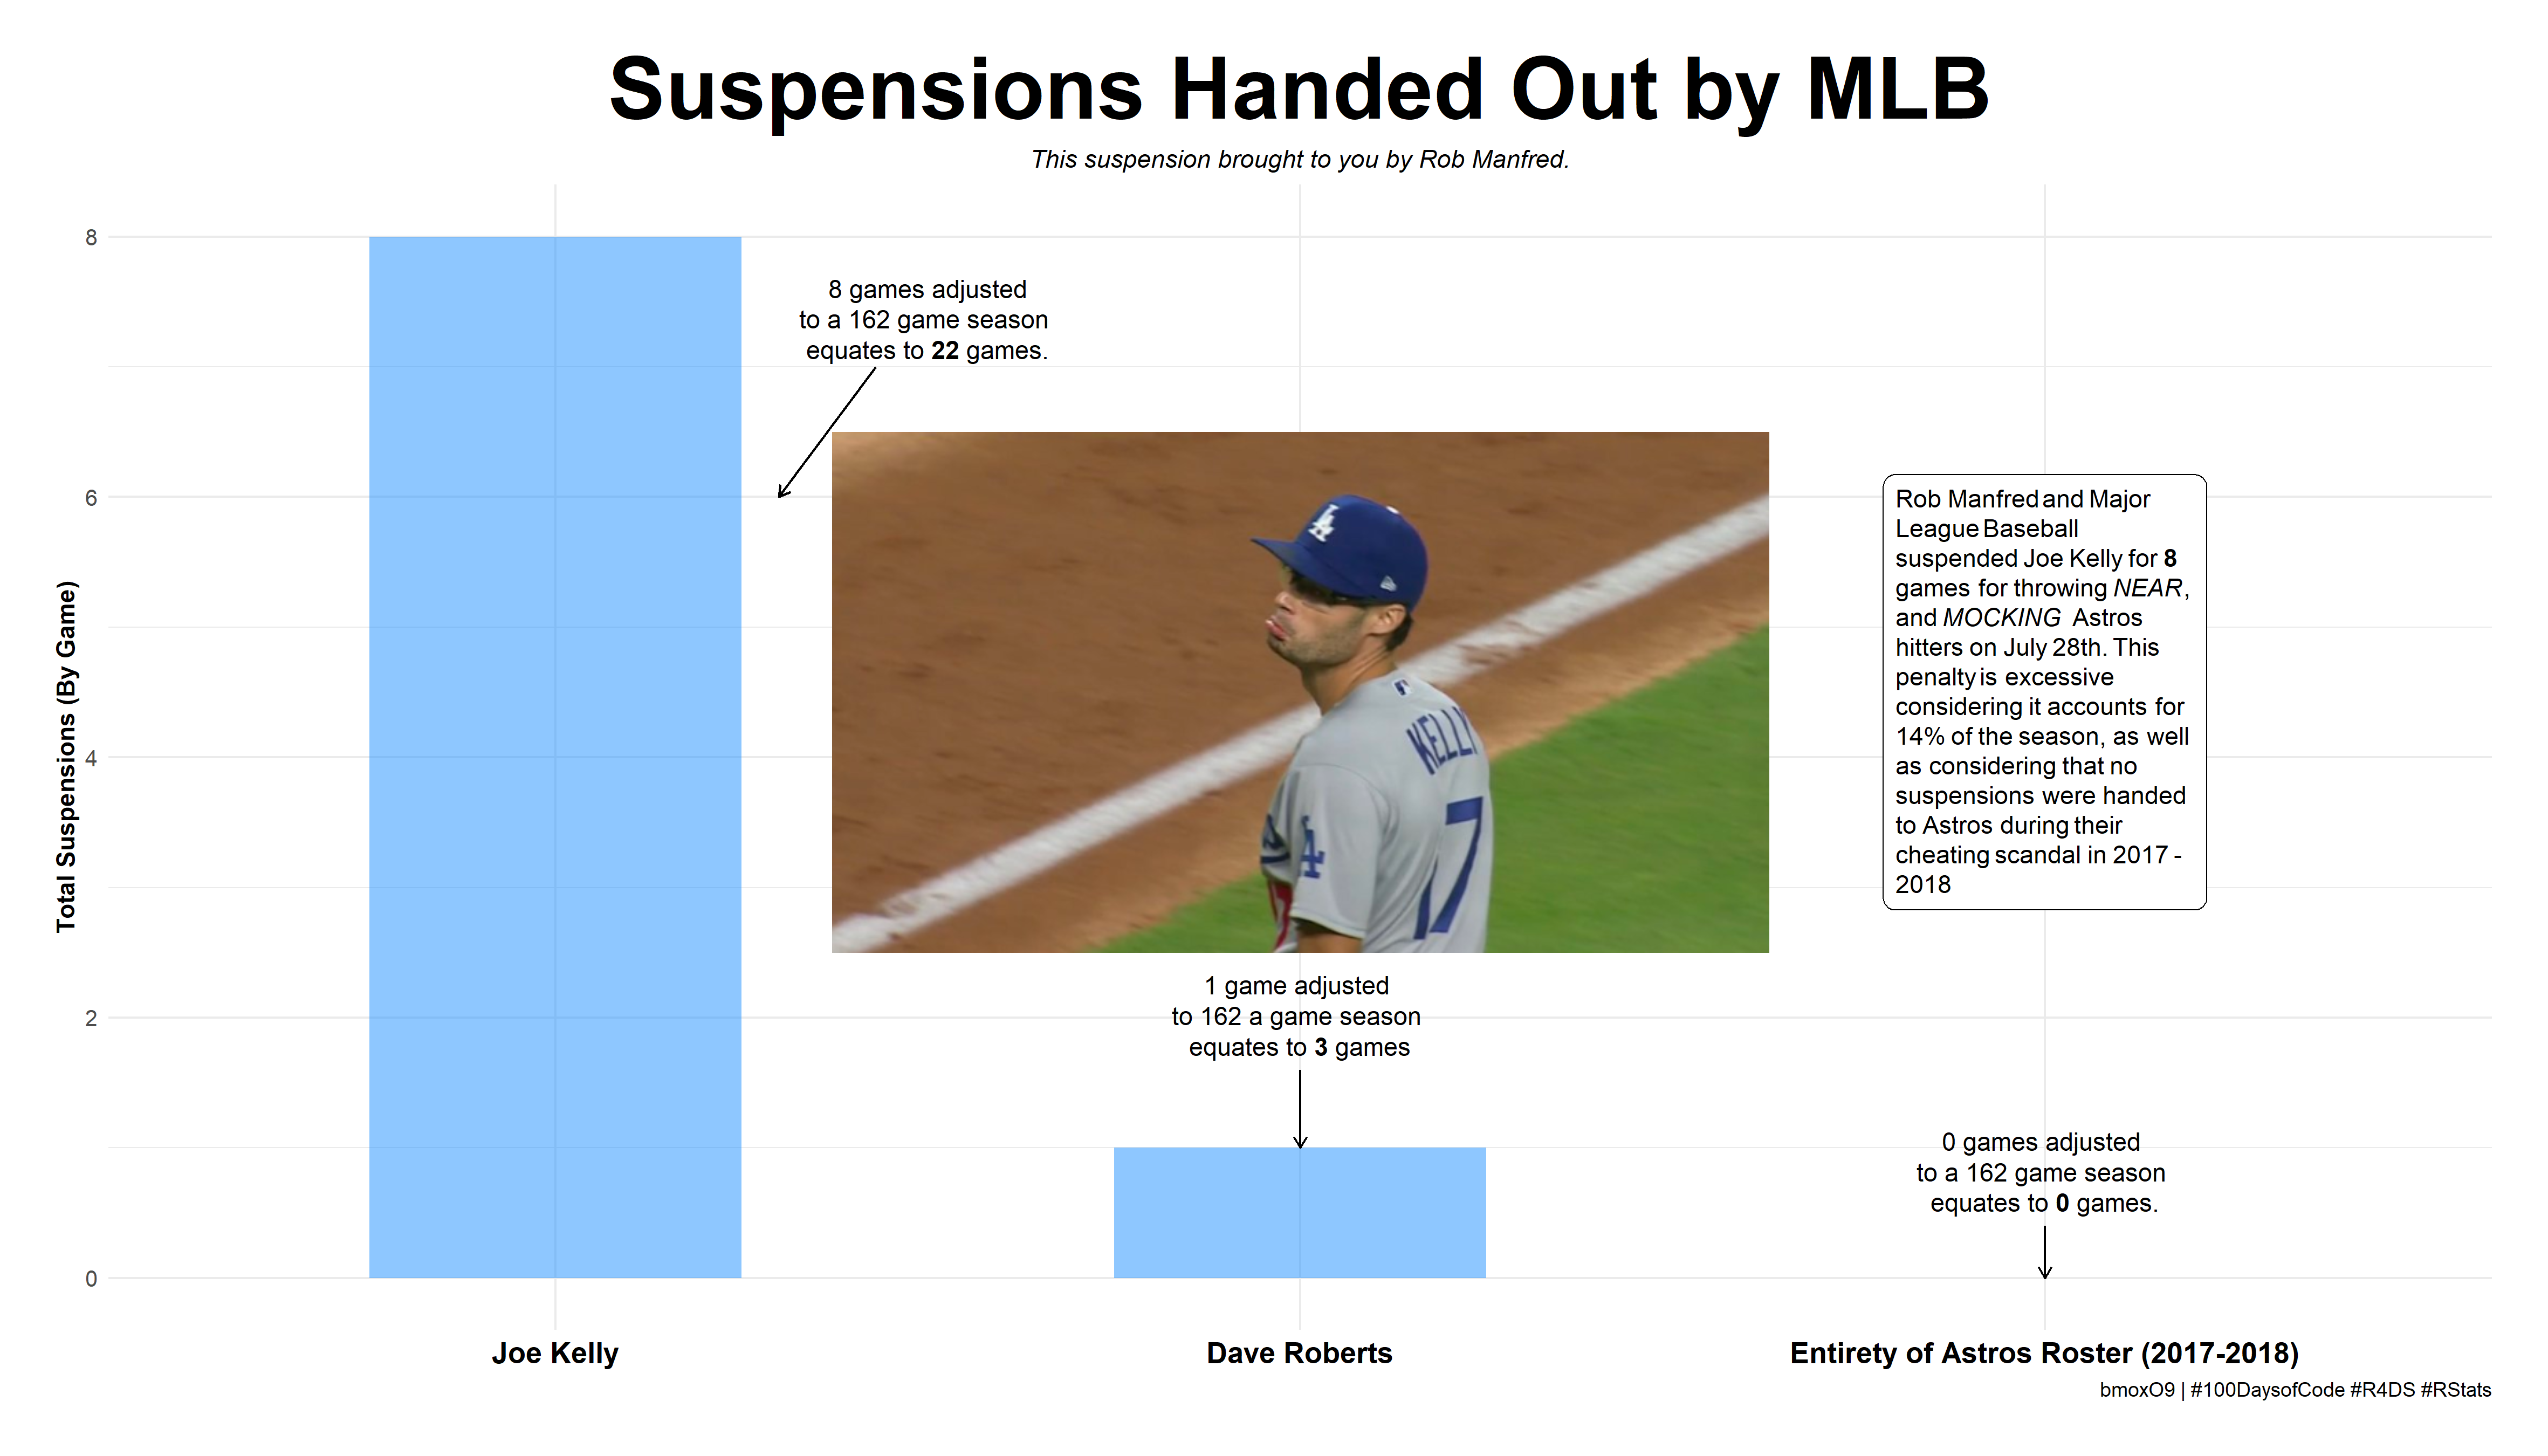 Suspensions Handed Out by MLB
This suspension brought to you by Rob Manfred.
Total Suspensions (By Game)
8
6
4
2
0
8 games adjusted
to a 162 game season
equates to 22 games.
LA
KELLY
LA
17
Rob Manfred and Major
League Baseball
suspended Joe Kelly for 8
games for throwing NEAR,
and MOCKING Astros
hitters on July 28th. This
penalty is excessive
considering it accounts for
14% of the season, as well
as considering that no
suspensions were handed
to Astros during their
cheating scandal in 2017 -
2018
1 game adjusted
to 162 a game season
equates to 3 games
0 games adjusted
to a 162 game season
equates to 0 games.
Joe Kelly
Dave Roberts
Entirety of Astros Roster (2017-2018)
bmoxO9 | #100DaysofCode #R4DS #RStats